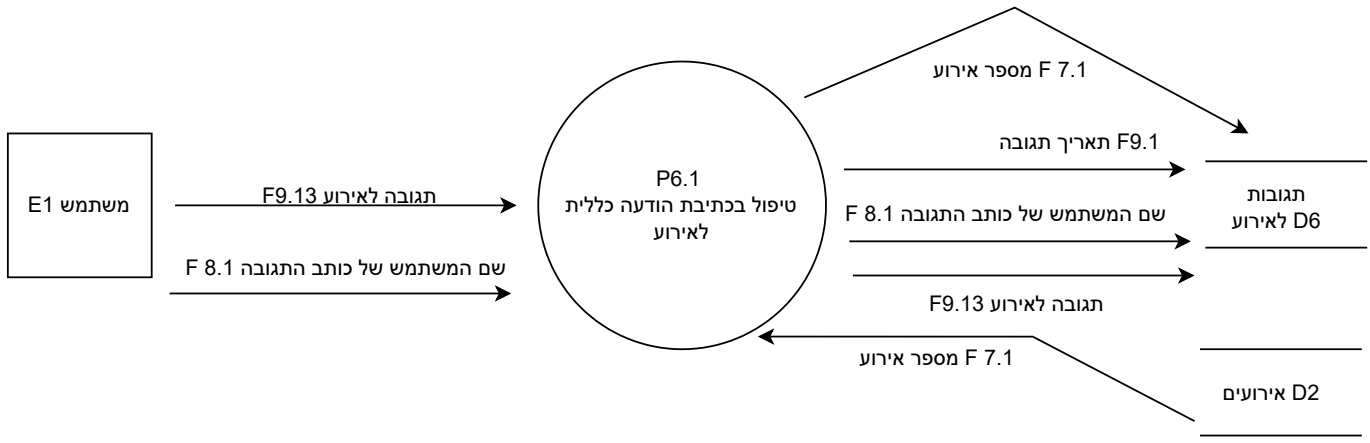 מספר אירוע F 7.1
תאריך תגובה F9.1
P6.1
טיפול בכתיבת הודעה כללית
לאירוע
תגובות
לאירוע D6
משתמש E1
תגובה לאירוע F9.13
שם המשתמש של כותב התגובה F 8.1
שם המשתמש של כותב התגובה F 8.1
תגובה לאירוע F9.13
מספר אירוע F 7.1
אירועים D2